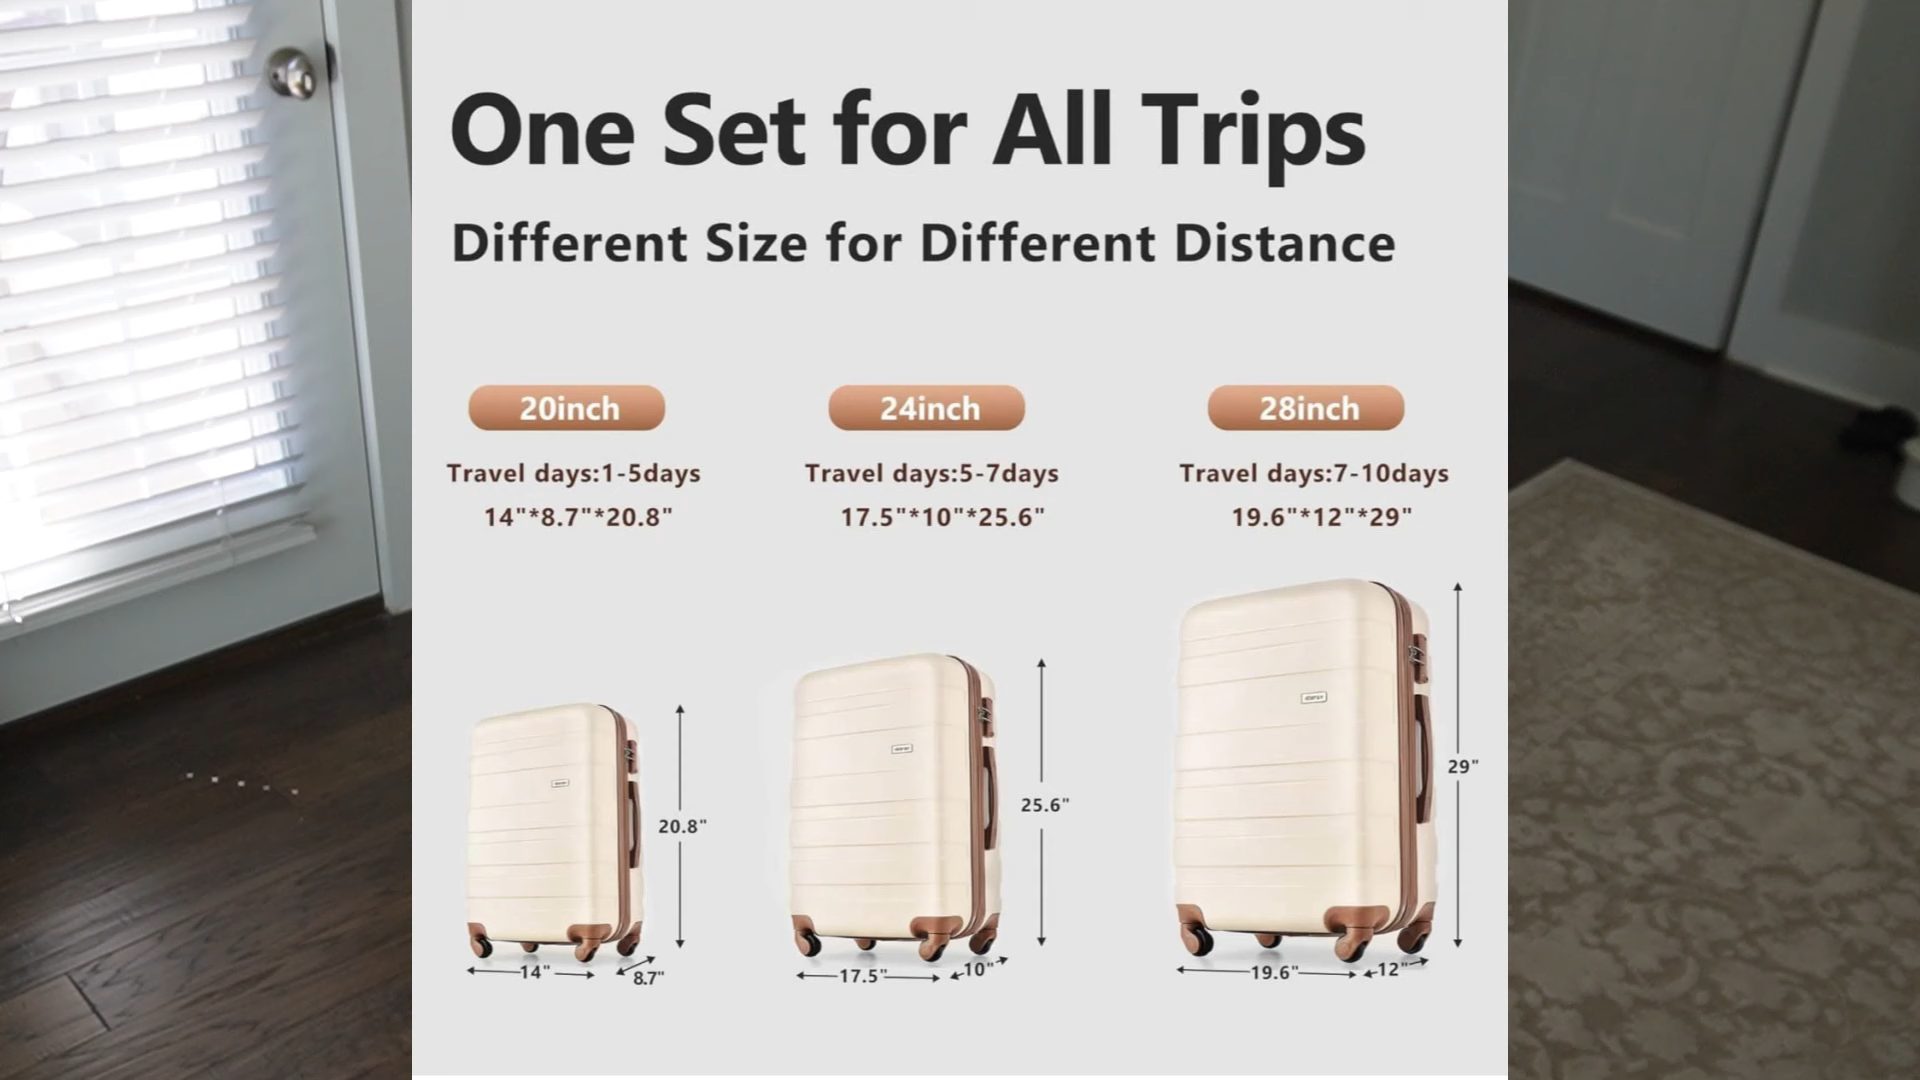 One Set for All Trips
Different Size for Different Distance
20inch
Travel days:1-5days
14"*8.7"*20.8"
24inch
Travel days:5-7days
17.5"*10"*25.6"
28inch
Travel days:7-10days
19.6"*12"*29"
20.8"
14"
8.7"
25.6"
17.5"
10"
29"
19.6"
12"